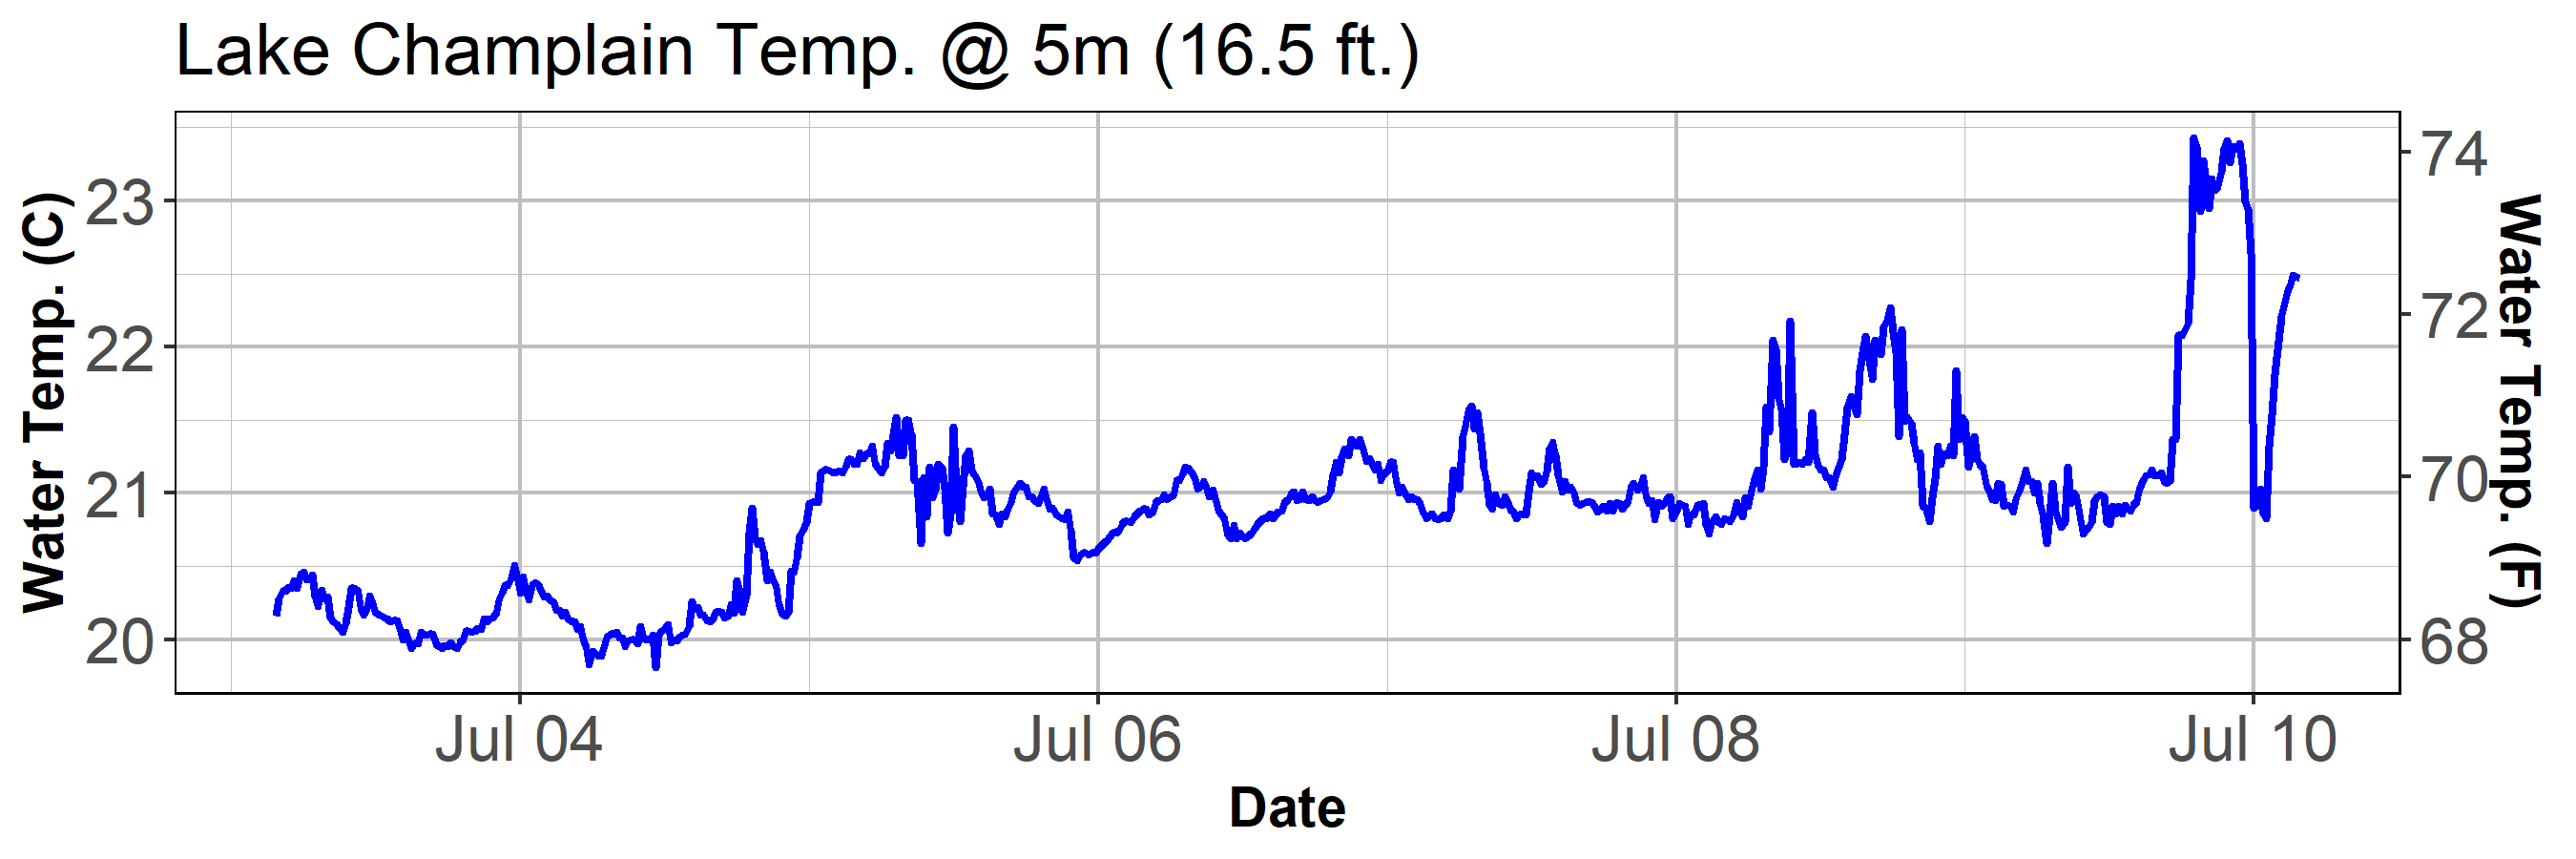 Lake Champlain Temp. @ 5m (16.5 ft.)
Water Temp. (C)
23
22
21
20
74
72
70
68
Water Temp. (F)
Jul 04
Jul 06
Jul 08
Jul 10
Date